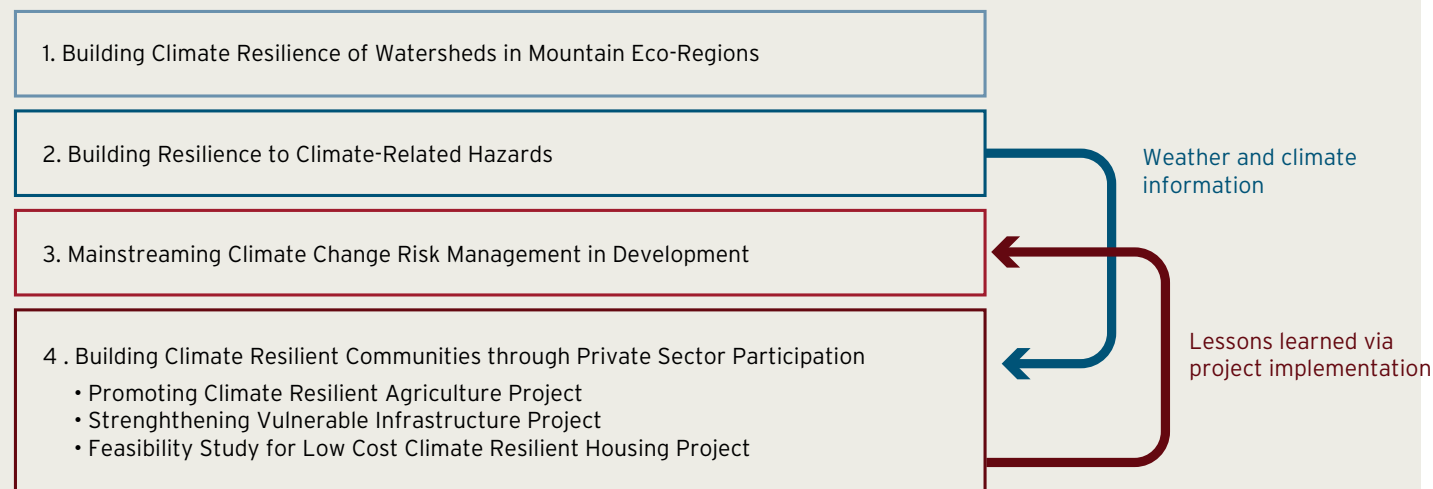 1. Building Climate Resilience of Watersheds in Mountain Eco-Regions
2. Building Resilience to Climate-Related Hazards
Weather and climate
information
3. Mainstreaming Climate Change Risk Management in Development
4 . Building Climate Resilient Communities through Private Sector Participation
• Promoting Climate Resilient Agriculture Project
• Strenghthening Vulnerable Infrastructure Project
• Feasibility Study for Low Cost Climate Resilient Housing Project
Lessons learned via
project implementation